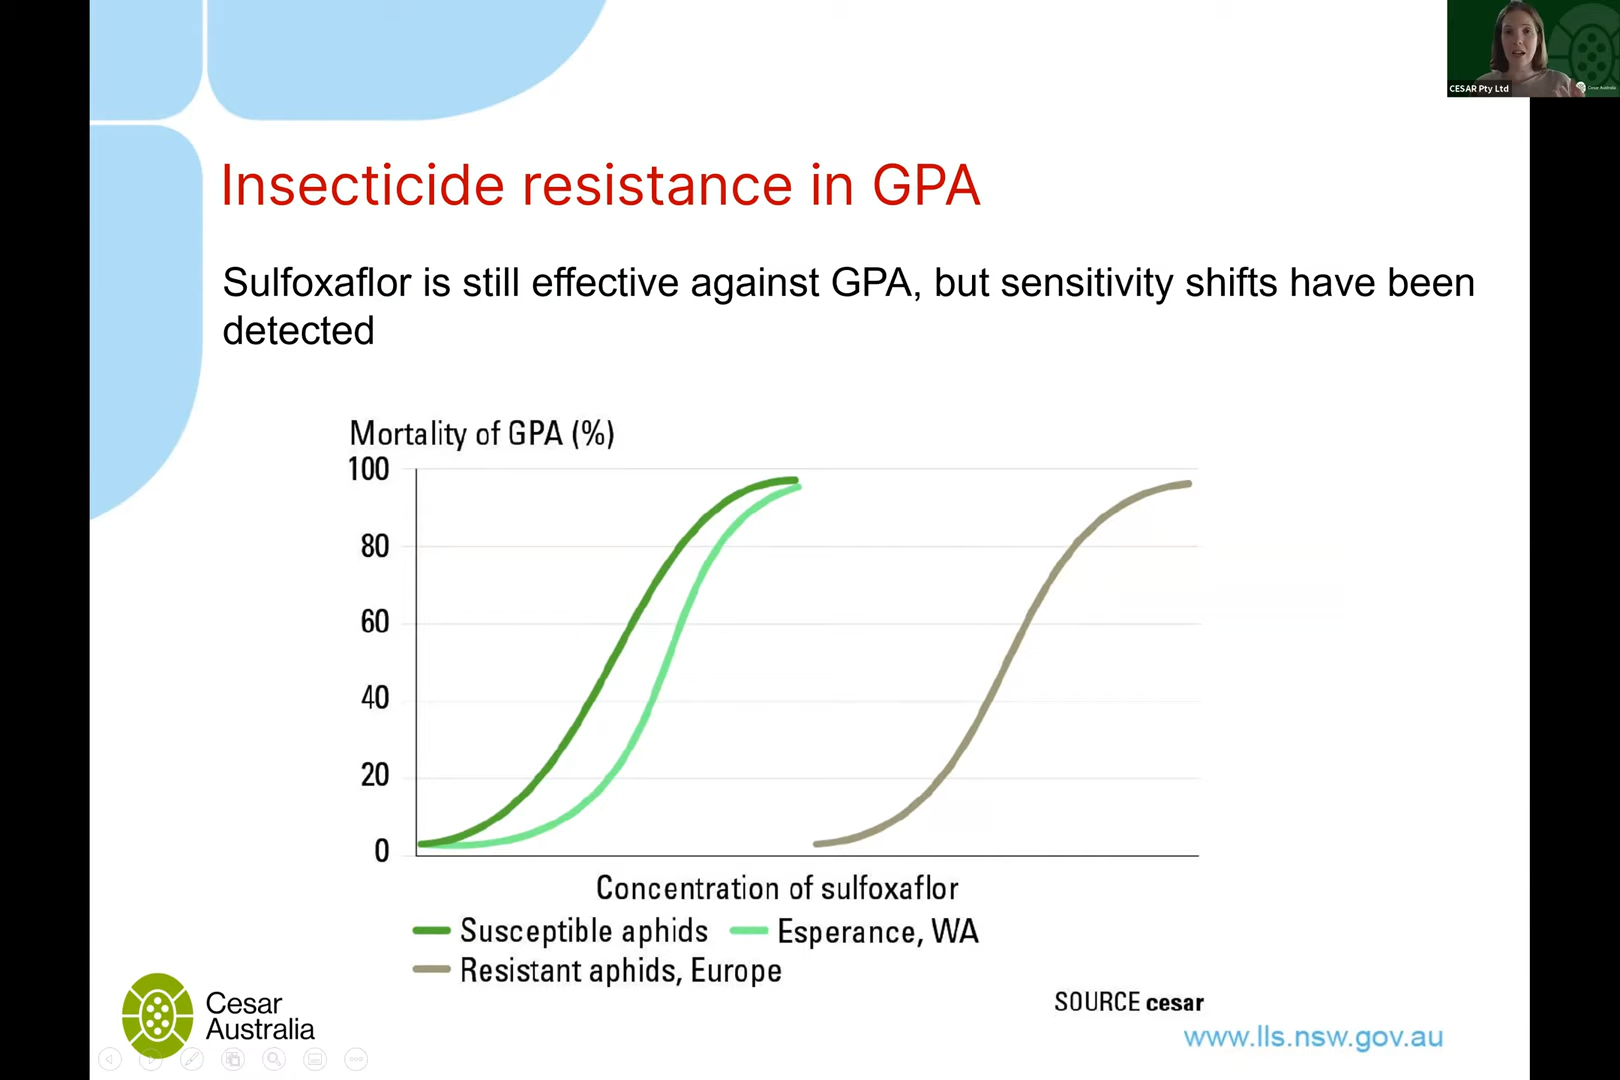 CESAR Pty Ltd
Insecticide resistance in GPA
Sulfoxaflor is still effective against GPA, but sensitivity shifts have been
detected
Mortality of GPA (%)
100
80
60
40
20
0
Concentration of sulfoxaflor
Susceptible aphids Esperance, WA
Resistant aphids, Europe
Cesar
Australia
SOURCE cesar
www.lls.nsw.gov.au